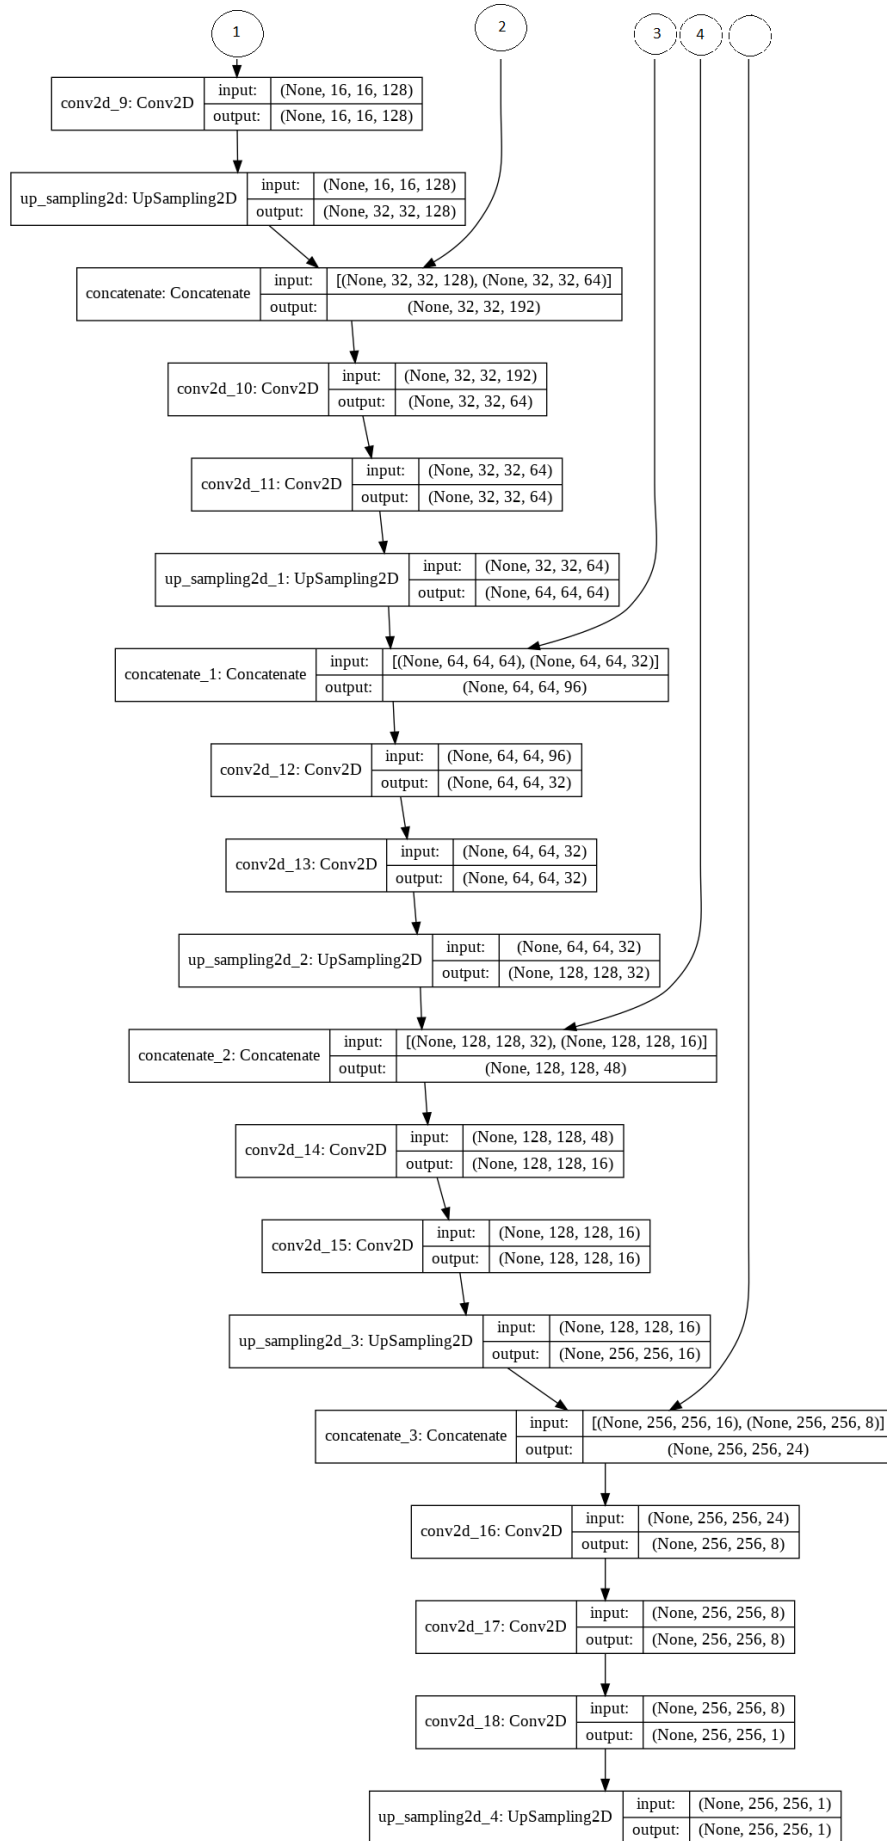 1
2
3
4
conv2d_9: Conv2D
input: (None, 16, 16, 128)
output: (None, 16, 16, 128)
up_sampling2d: UpSampling2D
input: (None, 16, 16, 128)
output: (None, 32, 32, 128)
concatenate: Concatenate
input: [(None, 32, 32, 128), (None, 32, 32, 64)]
output: (None, 32, 32, 192)
conv2d_10: Conv2D
input: (None, 32, 32, 192)
output: (None, 32, 32, 64)
conv2d_11: Conv2D
input: (None, 32, 32, 64)
output: (None, 32, 32, 64)
up_sampling2d_1: UpSampling2D
input: (None, 32, 32, 64)
output: (None, 64, 64, 64)
concatenate_1: Concatenate
input: [(None, 64, 64, 64), (None, 64, 64, 32)]
output: (None, 64, 64, 96)
conv2d_12: Conv2D
input: (None, 64, 64, 96)
output: (None, 64, 64, 32)
conv2d_13: Conv2D
input: (None, 64, 64, 32)
output: (None, 64, 64, 32)
up_sampling2d_2: UpSampling2D
input: (None, 64, 64, 32)
output: (None, 128, 128, 32)
concatenate_2: Concatenate
input: [(None, 128, 128, 32), (None, 128, 128, 16)]
output: (None, 128, 128, 48)
conv2d_14: Conv2D
input: (None, 128, 128, 48)
output: (None, 128, 128, 16)
conv2d_15: Conv2D
input: (None, 128, 128, 16)
output: (None, 128, 128, 16)
up_sampling2d_3: UpSampling2D
input: (None, 128, 128, 16)
output: (None, 256, 256, 16)
concatenate_3: Concatenate
input: [(None, 256, 256, 16), (None, 256, 256, 8)]
output: (None, 256, 256, 24)
conv2d_16: Conv2D
input: (None, 256, 256, 24)
output: (None, 256, 256, 8)
conv2d_17: Conv2D
input: (None, 256, 256, 8)
output: (None, 256, 256, 8)
conv2d_18: Conv2D
input: (None, 256, 256, 8)
output: (None, 256, 256, 1)
up_sampling2d_4: UpSampling2D
input: (None, 256, 256, 1)
output: (None, 256, 256, 1)